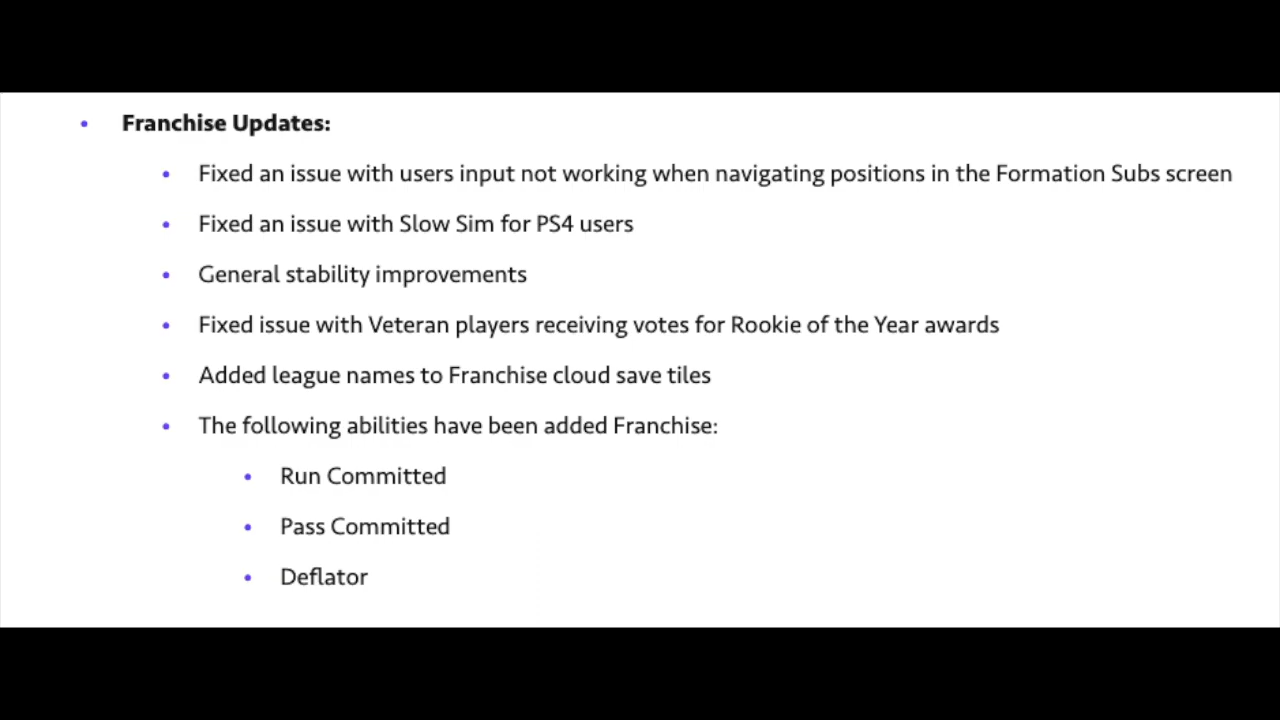 Franchise Updates:
Fixed an issue with users input not working when navigating positions in the Formation Subs screen
Fixed an issue with Slow Sim for PS4 users
General stability improvements
Fixed issue with Veteran players receiving votes for Rookie of the Year awards
Added league names to Franchise cloud save tiles
The following abilities have been added Franchise:
Run Committed
Pass Committed
Deflator